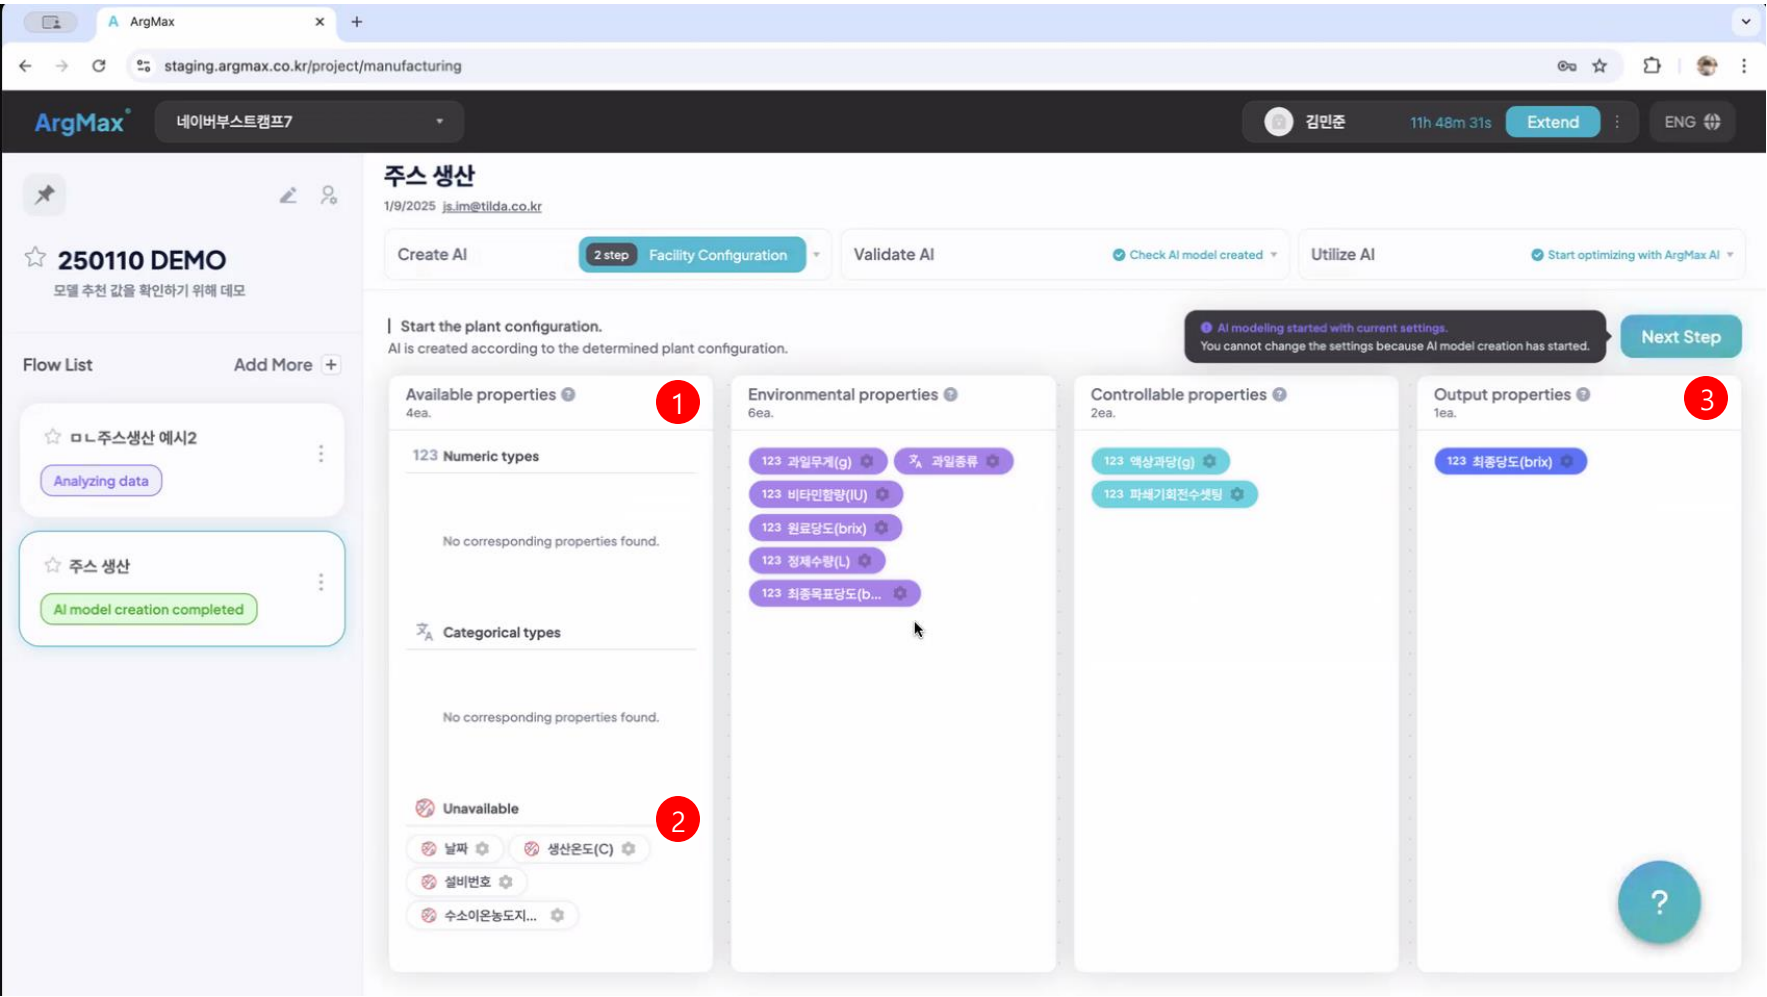 ArgMax
staging.argmax.co.kr/project/manufacturing
ArgMax
네이버부스트캠프7
김민준
11h 48m 31s
Extend
ENG
250110 DEMO
모델 추천 값을 확인하기 위해 데모
Flow List
Add More +
ㅁㄴ주스생산 예시2
Analyzing data
주스 생산
AI model creation completed
주스 생산
1/9/2025 js.im@tilda.co.kr
Create AI
2 step Facility Configuration
Validate AI
Check AI model created
Utilize AI
Start optimizing with ArgMax AI
Start the plant configuration.
AI is created according to the determined plant configuration.
AI modeling started with current settings.
You cannot change the settings because AI model creation has started.
Next Step
Available properties ?
4ea.
1
123 Numeric types
No corresponding properties found.
Categorical types
No corresponding properties found.
Unavailable
2
날짜
생산온도(C)
설비번호
수소이온농도지...
Environmental properties ?
6ea.
123 과일무게(g)
과일종류
123 비타민함량(IU)
123 원료당도(brix)
123 정제수량(L)
123 최종목표당도(b...
Controllable properties ?
2ea.
123 액상과당(g)
123 파쇄기회전수셋팅
Output properties ?
1ea.
3
123 최종당도(brix)
?